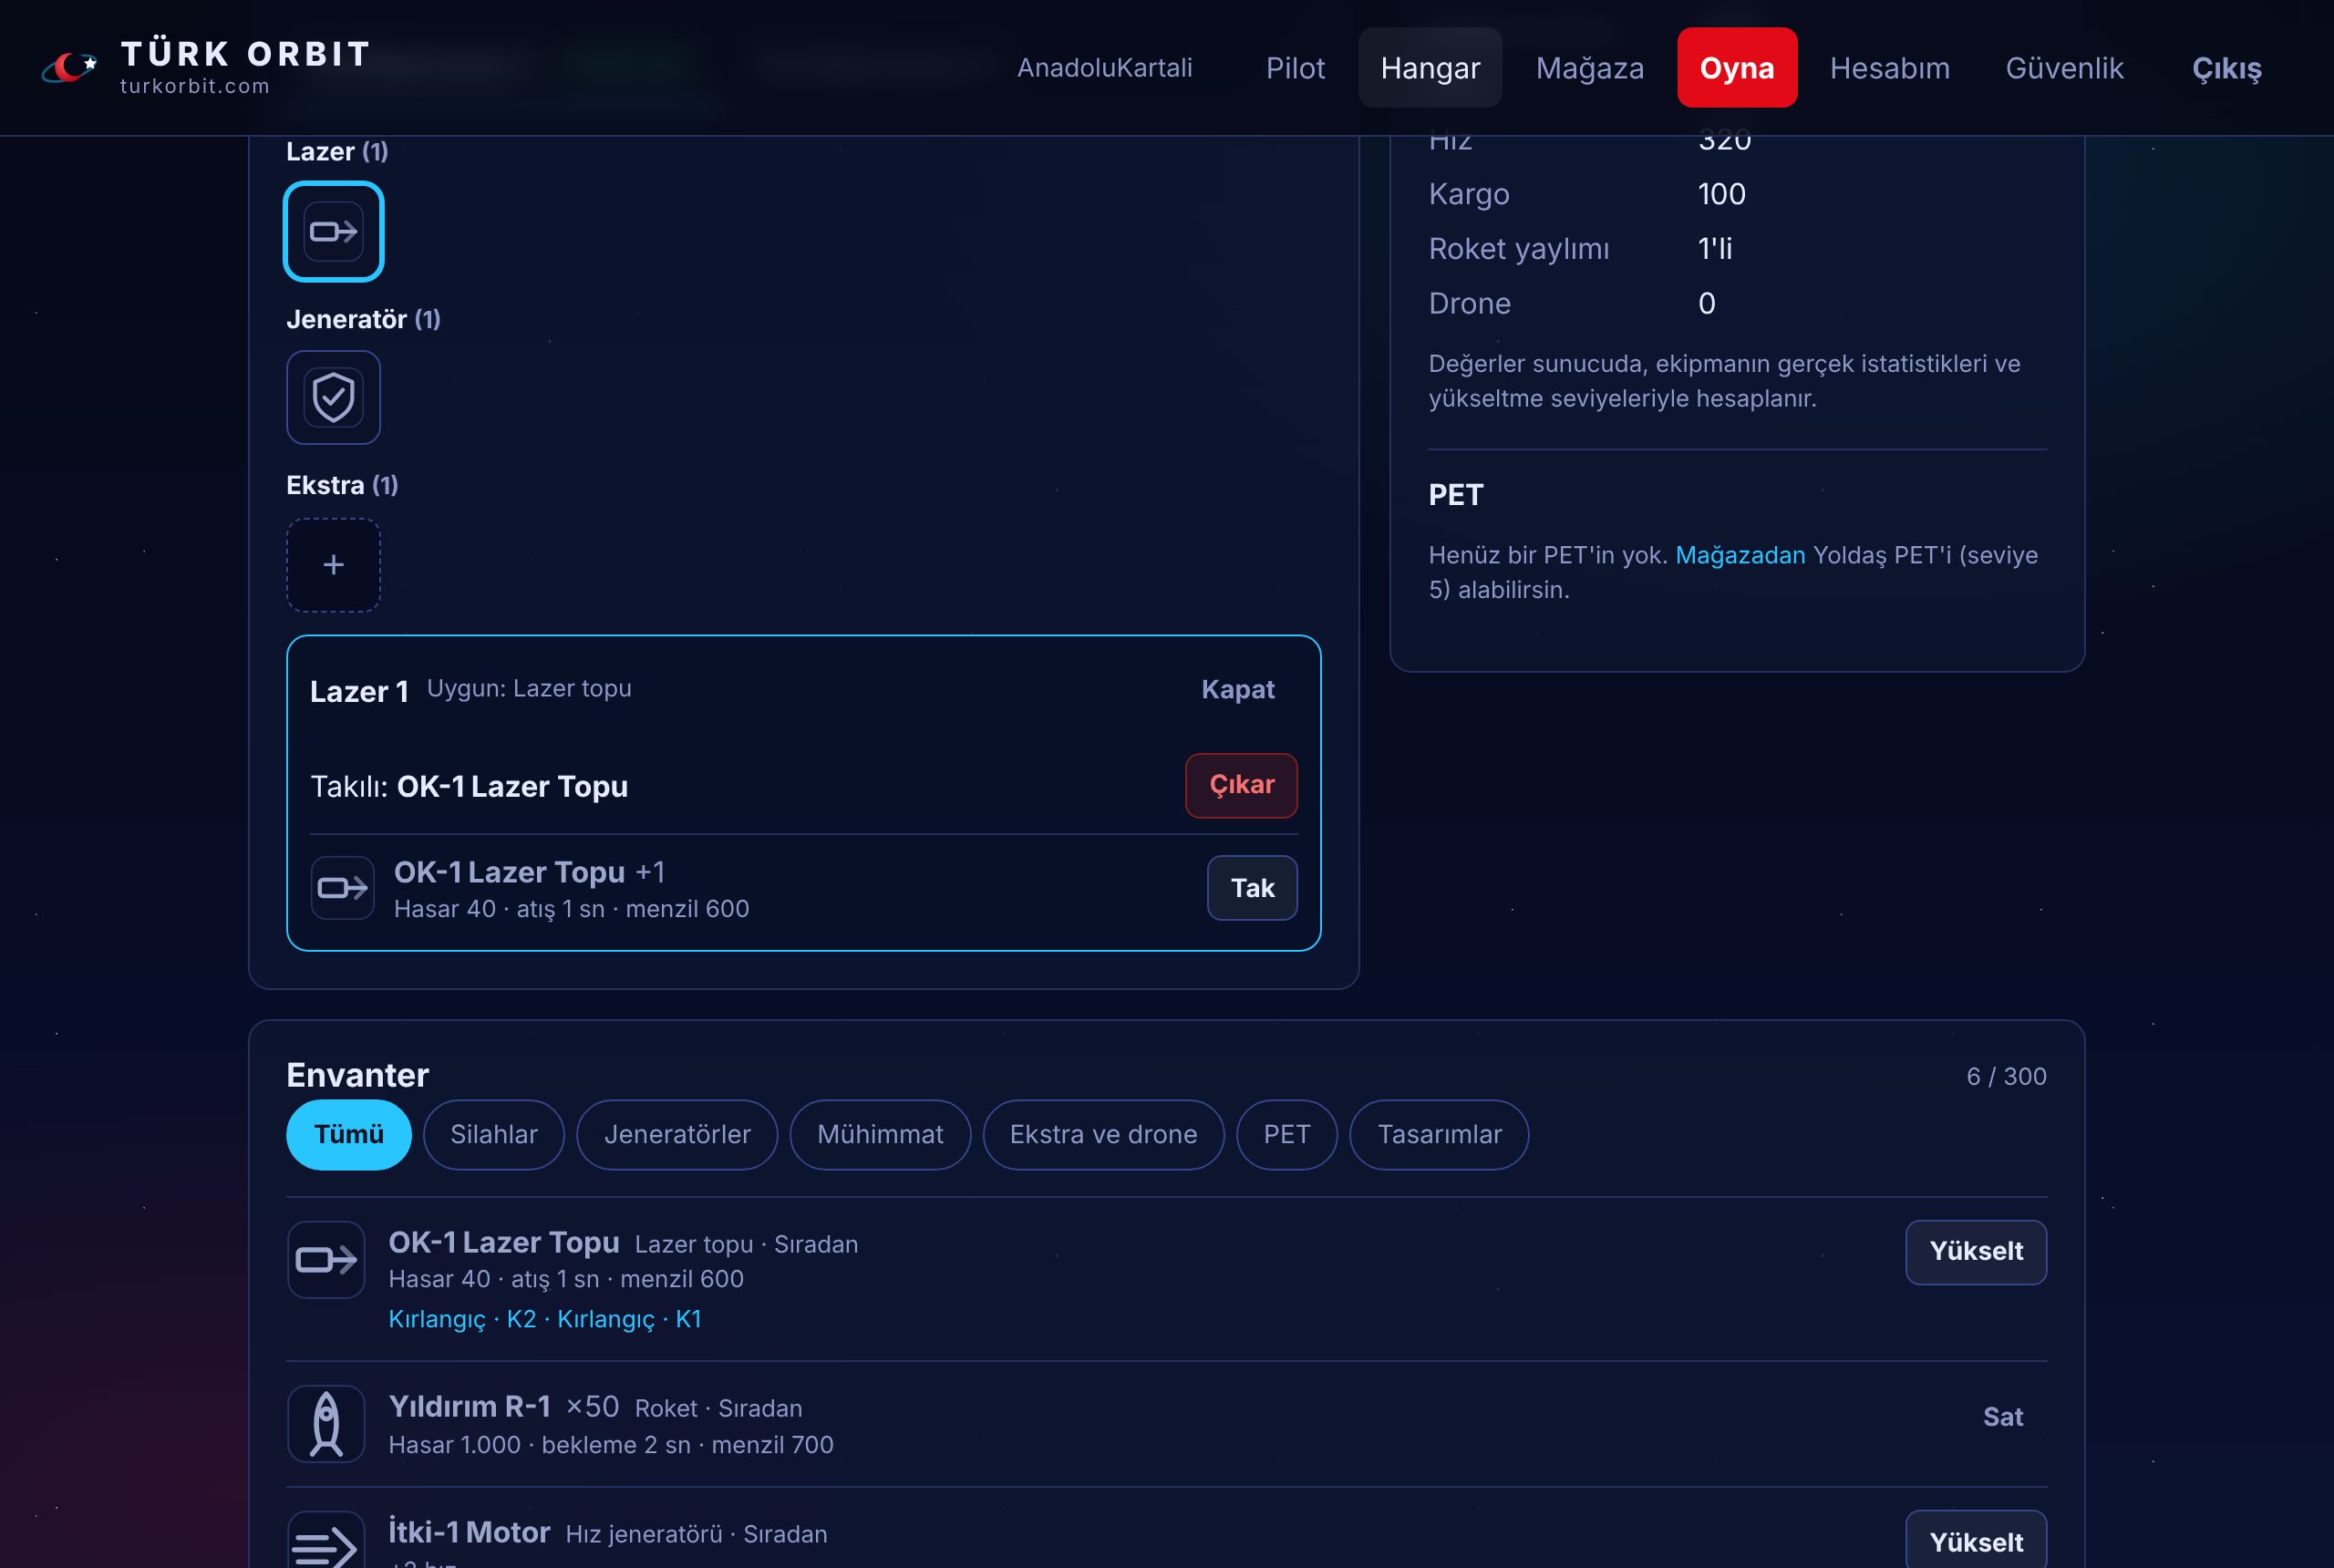 TÜRK ORBIT
turkorbit.com
AnadoluKartali
Pilot
Hangar
Mağaza
Oyna
Hesabım
Güvenlik
Çıkış
Lazer (1)
Jeneratör (1)
Ekstra (1)
+
Lazer 1 Uygun: Lazer topu
Kapat
Takılı: OK-1 Lazer Topu
Çıkar
OK-1 Lazer Topu +1
Hasar 40 · atış 1 sn · menzil 600
Tak
Hız 320
Kargo 100
Roket yaylımı 1'li
Drone 0
Değerler sunucuda, ekipmanın gerçek istatistikleri ve
yükseltme seviyeleriyle hesaplanır.
PET
Henüz bir PET'in yok. Mağazadan Yoldaş PET'i (seviye
5) alabilirsin.
Envanter
6 / 300
Tümü
Silahlar
Jeneratörler
Mühimmat
Ekstra ve drone
PET
Tasarımlar
OK-1 Lazer Topu Lazer topu · Sıradan
Hasar 40 · atış 1 sn · menzil 600
Kırlangıç · K2 · Kırlangıç · K1
Yükselt
Yıldırım R-1 ×50 Roket · Sıradan
Hasar 1.000 · bekleme 2 sn · menzil 700
Sat
İtki-1 Motor Hız jeneratörü · Sıradan
Yükselt